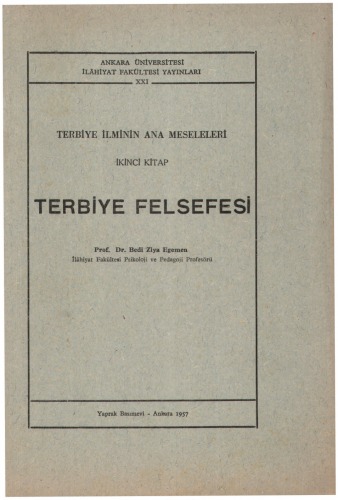 ANKARA ÜNİVERSİTESİ
İLÂHİYAT FAKÜLTESİ YAYINLARI
XXI
TERBİYE İLMİNİN ANA MESELELERİ
İKİNCİ KİTAP
TERBİYE FELSEFESİ
Prof. Dr. Bedi Ziya Egemen
İlâhiyat Fakültesi Psikoloji ve Pedagoji Profesörü
Yaprak Basımevi - Ankara 1957